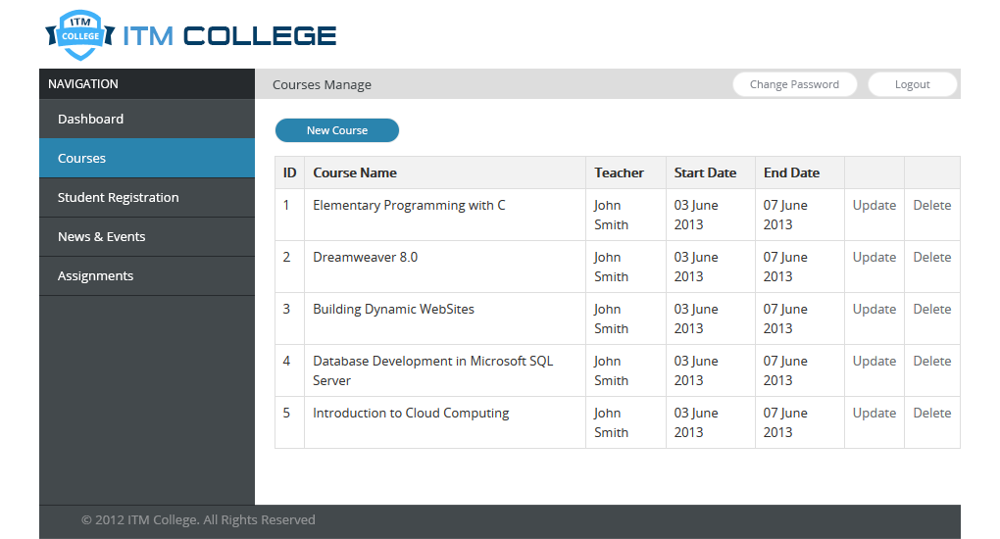 ITM
COLLEGE
ITM COLLEGE
NAVIGATION
Courses Manage
Change Password
Logout
Dashboard
Courses
Student Registration
News & Events
Assignments
New Course
ID Course Name Teacher Start Date End Date
1 Elementary Programming with C John Smith 03 June 2013 07 June 2013 Update Delete
2 Dreamweaver 8.0 John Smith 03 June 2013 07 June 2013 Update Delete
3 Building Dynamic WebSites John Smith 03 June 2013 07 June 2013 Update Delete
4 Database Development in Microsoft SQL Server John Smith 03 June 2013 07 June 2013 Update Delete
5 Introduction to Cloud Computing John Smith 03 June 2013 07 June 2013 Update Delete
© 2012 ITM College. All Rights Reserved